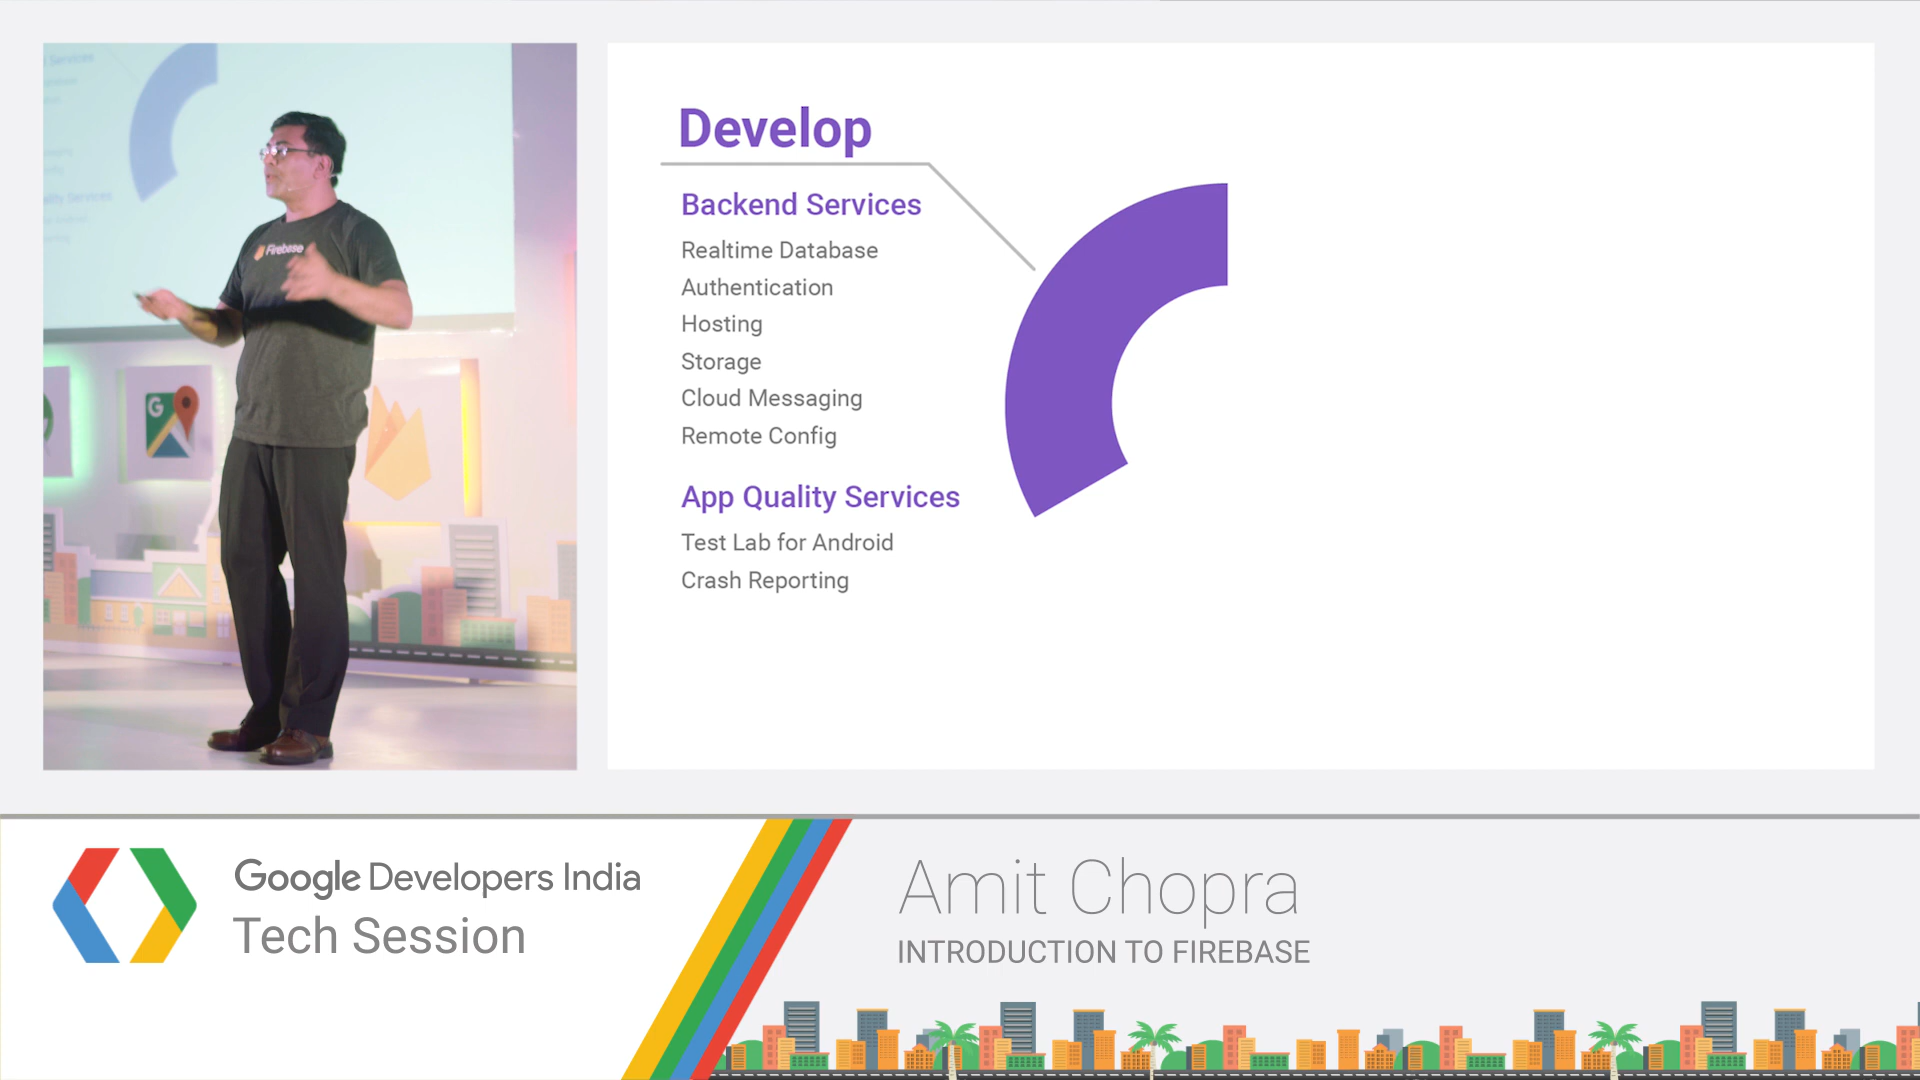 Firebase
G
Develop
Backend Services
Realtime Database
Authentication
Hosting
Storage
Cloud Messaging
Remote Config
App Quality Services
Test Lab for Android
Crash Reporting
Google Developers India
Tech Session
Amit Chopra
INTRODUCTION TO FIREBASE